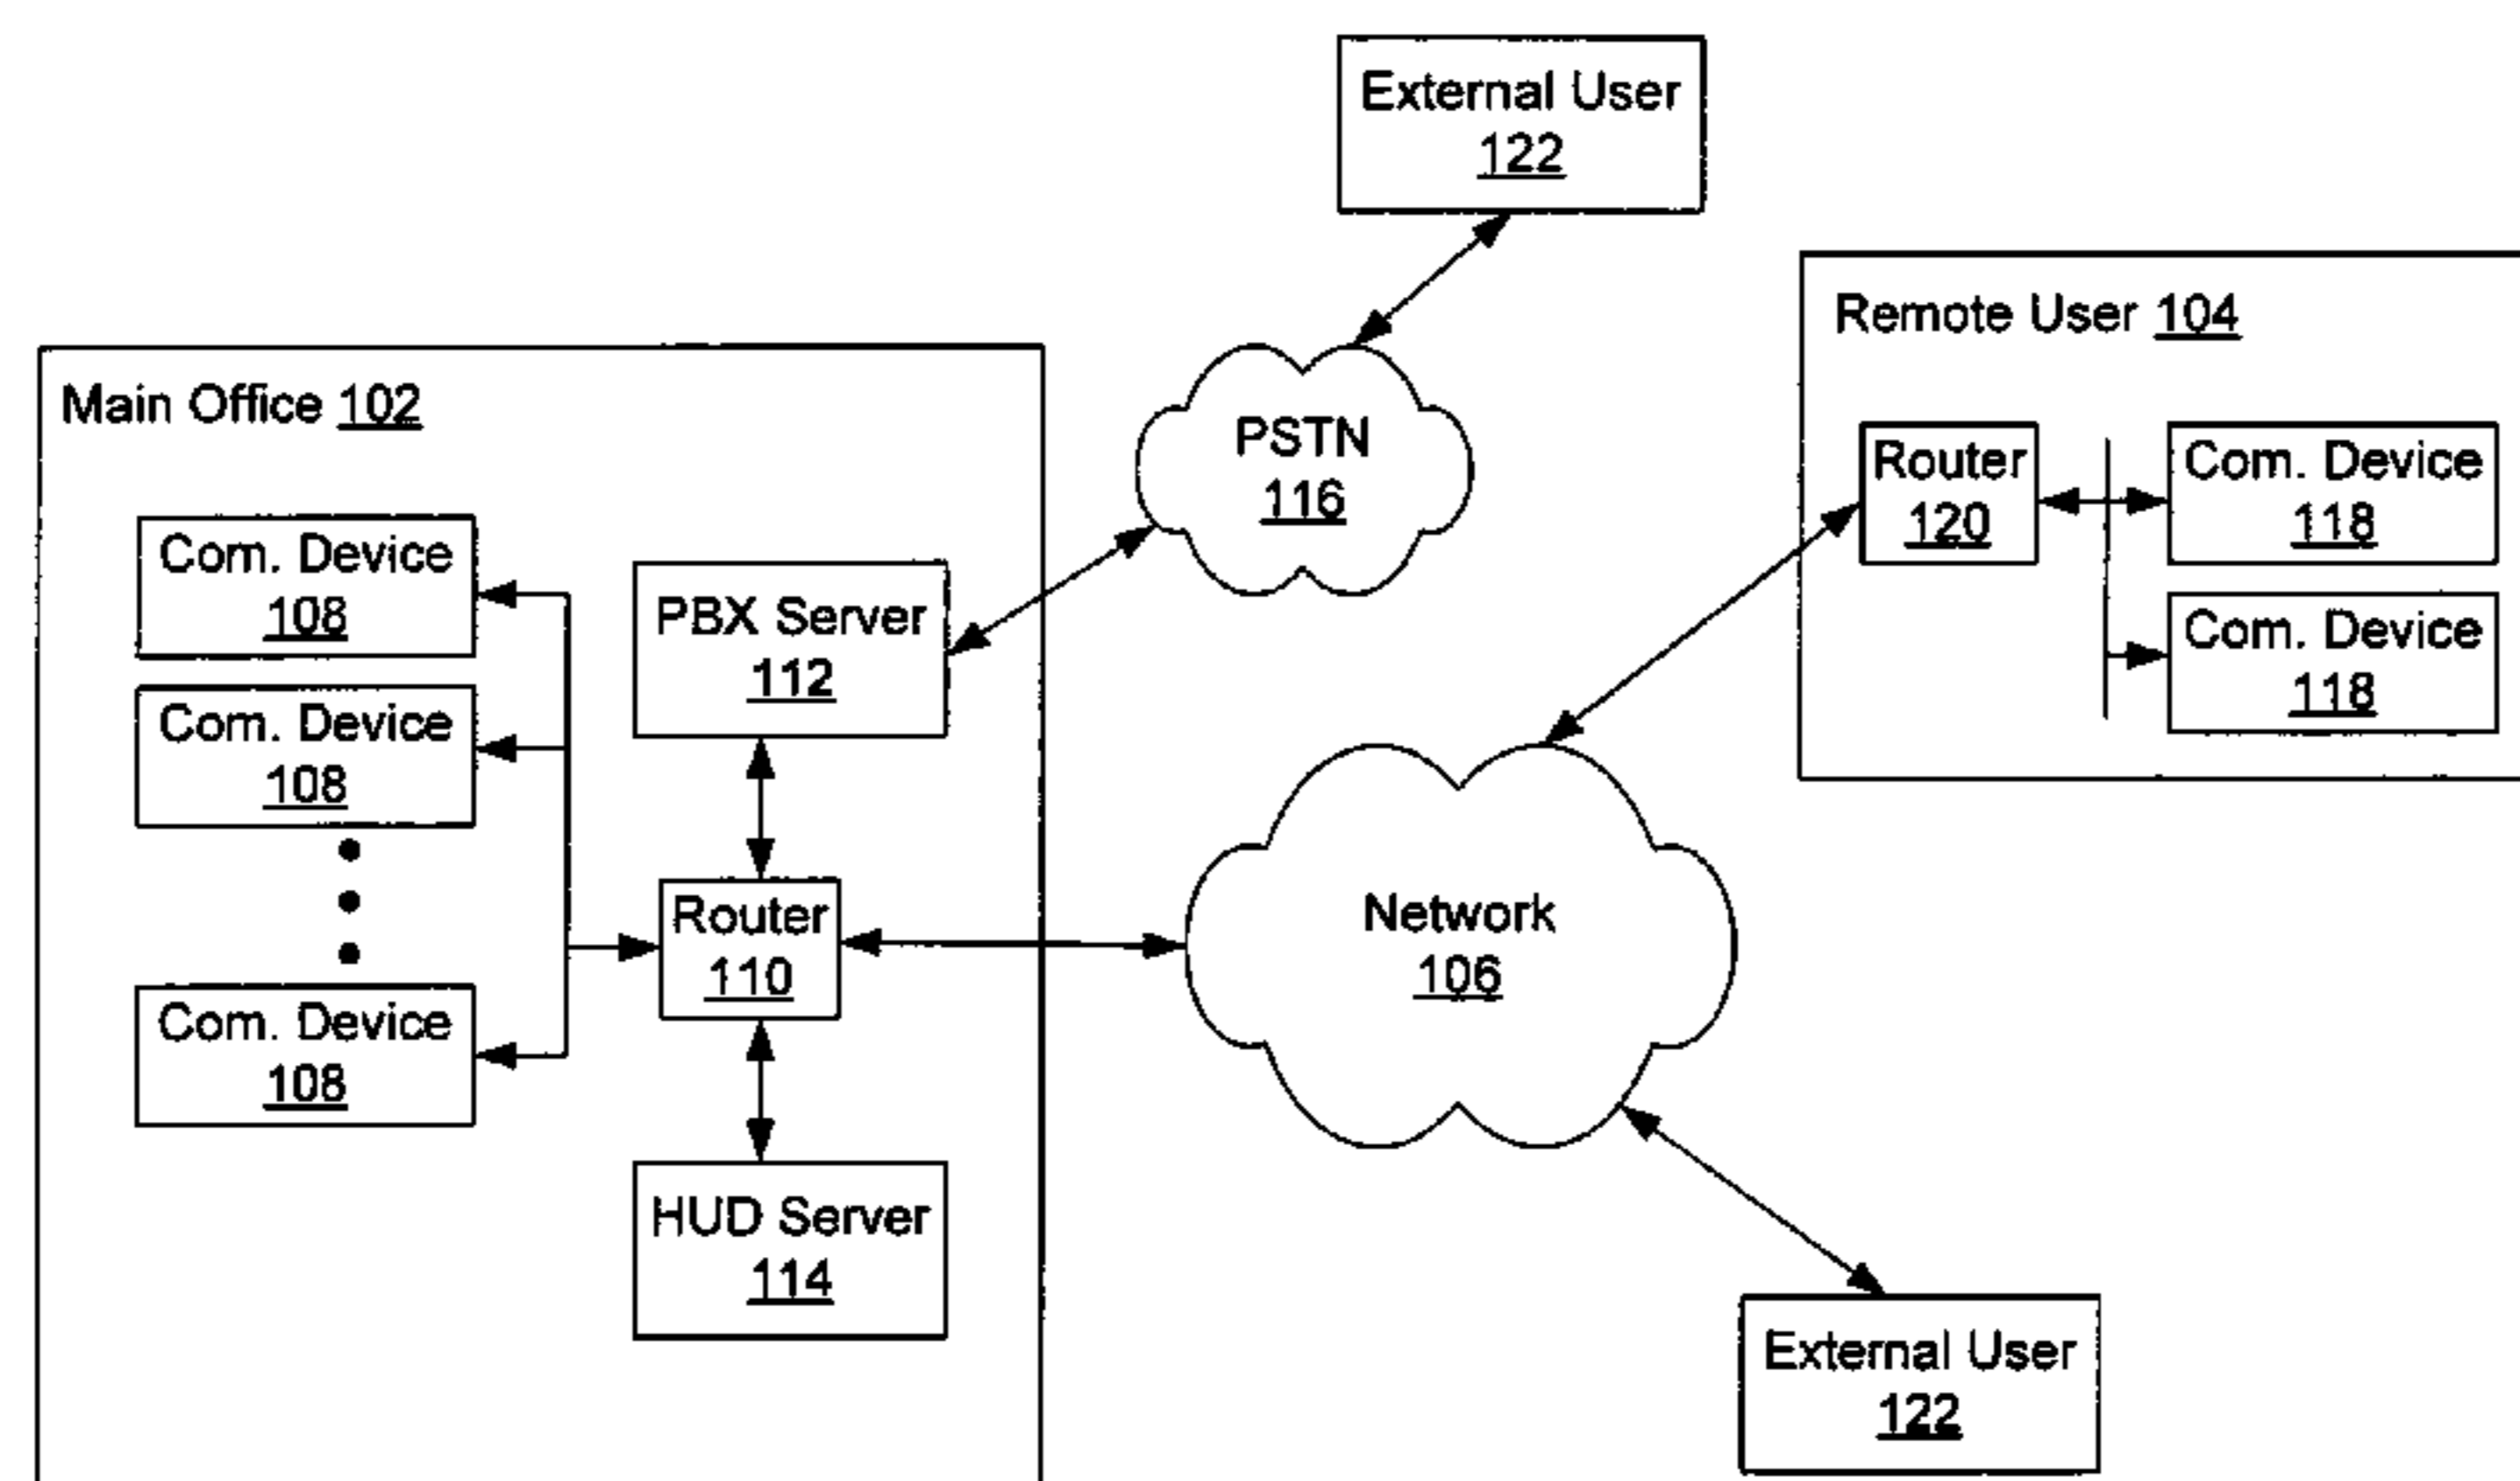 External User
122
Remote User 104
Main Office 102
PSTN
116
Router
120
Com. Device
118
Com. Device
118
Com. Device
108
PBX Server
112
Com. Device
108
Router
110
Network
106
Com. Device
108
HUD Server
114
External User
122